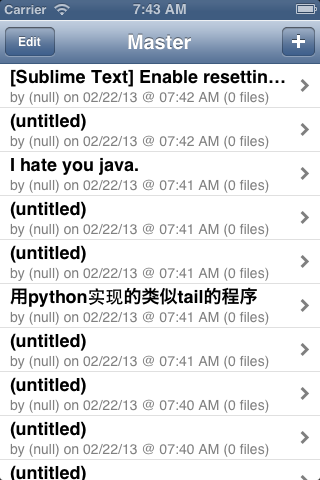 Carrier 7:43 AM
Edit Master +
[Sublime Text] Enable resettin…
by (null) on 02/22/13 @ 07:42 AM (0 files)
(untitled)
by (null) on 02/22/13 @ 07:42 AM (0 files)
I hate you java.
by (null) on 02/22/13 @ 07:41 AM (0 files)
(untitled)
by (null) on 02/22/13 @ 07:41 AM (0 files)
(untitled)
by (null) on 02/22/13 @ 07:41 AM (0 files)
用python实现的类似tail的程序
by (null) on 02/22/13 @ 07:41 AM (0 files)
(untitled)
by (null) on 02/22/13 @ 07:41 AM (0 files)
(untitled)
by (null) on 02/22/13 @ 07:40 AM (0 files)
(untitled)
by (null) on 02/22/13 @ 07:40 AM (0 files)
(untitled)